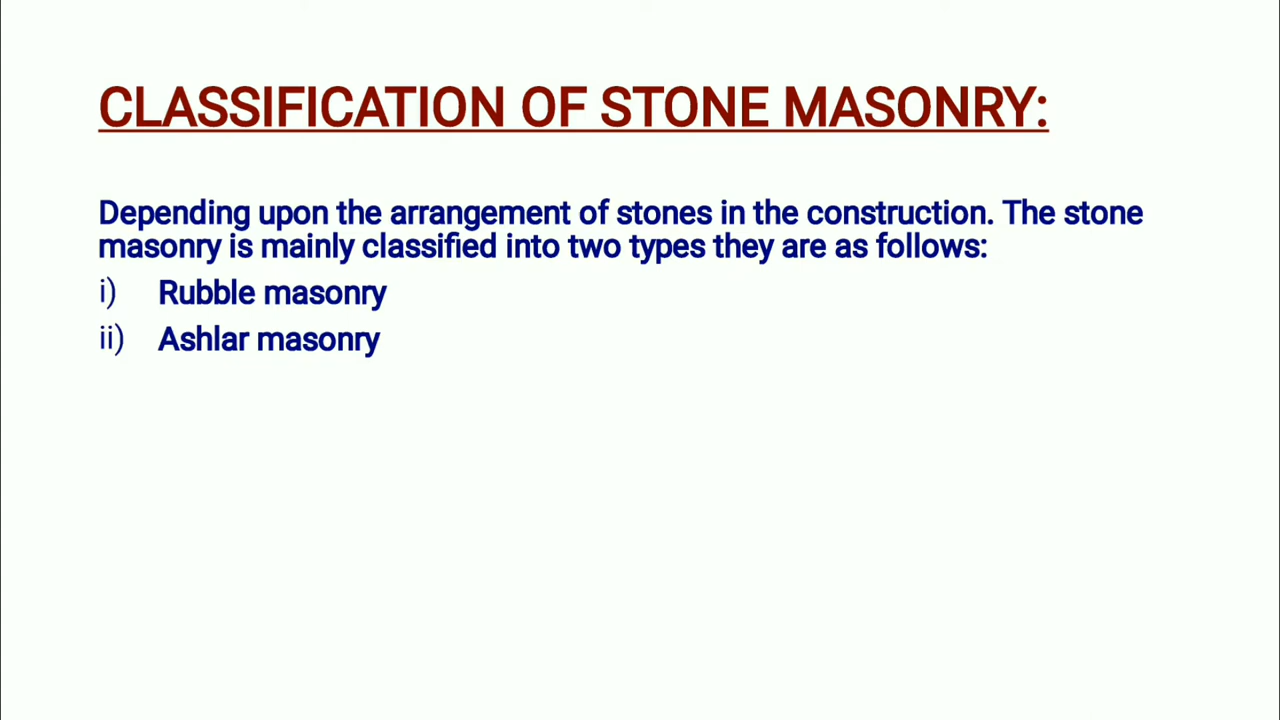 CLASSIFICATION OF STONE MASONRY:
Depending upon the arrangement of stones in the construction. The stone
masonry is mainly classified into two types they are as follows:
i) Rubble masonry
ii) Ashlar masonry